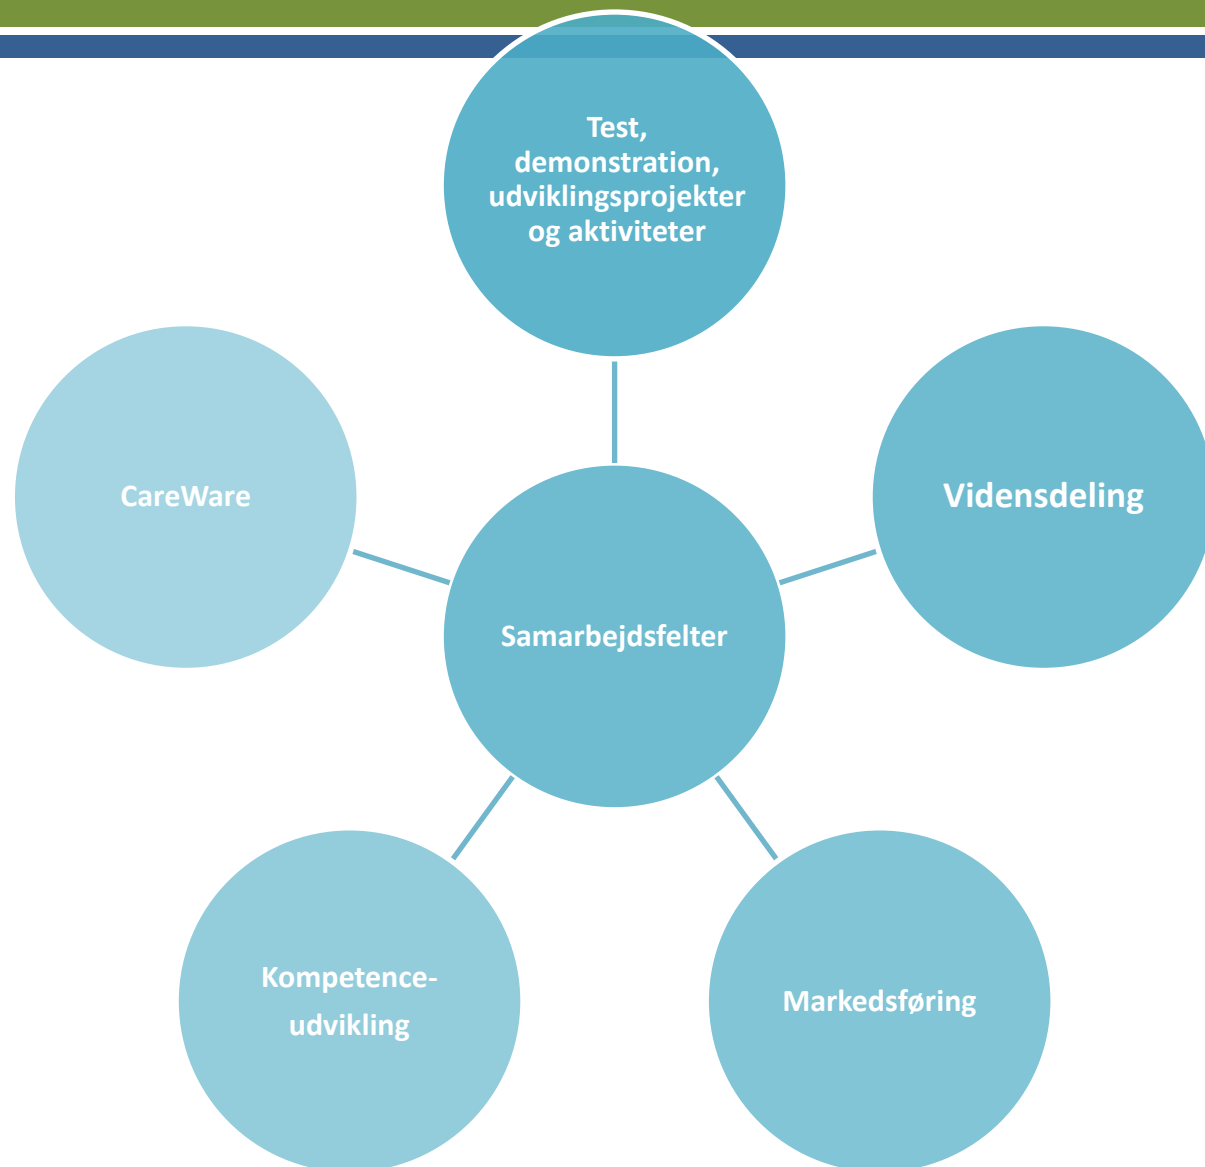 Test,
demonstration,
udviklingsprojekter
og aktiviteter
CareWare
Vidensdeling
Samarbejdsfelter
Kompetence-
udvikling
Markedsføring